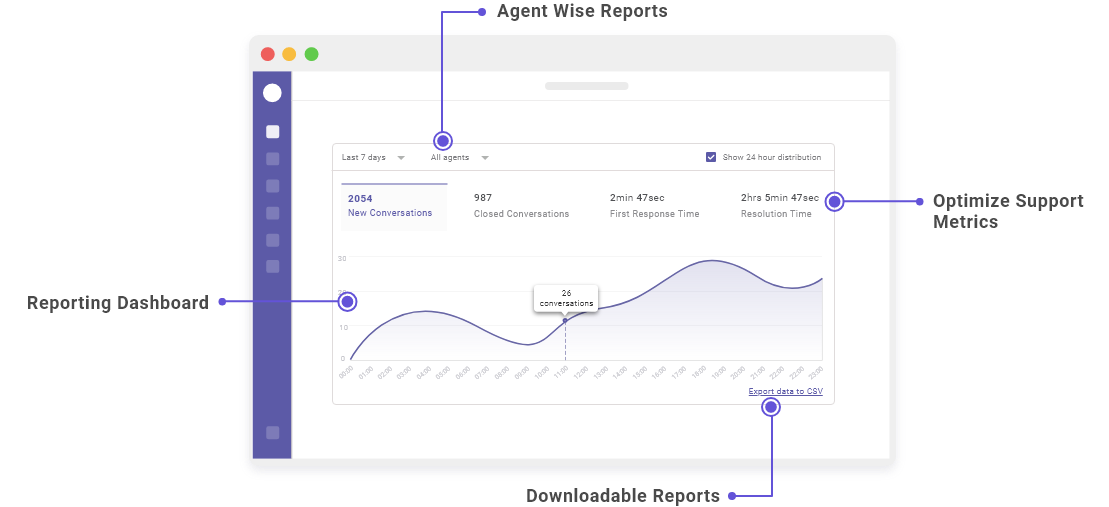 Agent Wise Reports
Last 7 days
All agents
Show 24 hour distribution
2054
New Conversations
987
Closed Conversations
2min 47sec
First Response Time
2hrs 5min 47sec
Resolution Time
Optimize Support
Metrics
Reporting Dashboard
30
10
0
26
conversations
00:00 01:00 02:00 03:00 04:00 05:00 06:00 07:00 08:00 09:00 10:00 11:00 12:00 13:00 14:00 15:00 16:00 17:00 18:00 19:00 20:00 21:00 22:00 22:00 23:00
Export data to CSV
Downloadable Reports